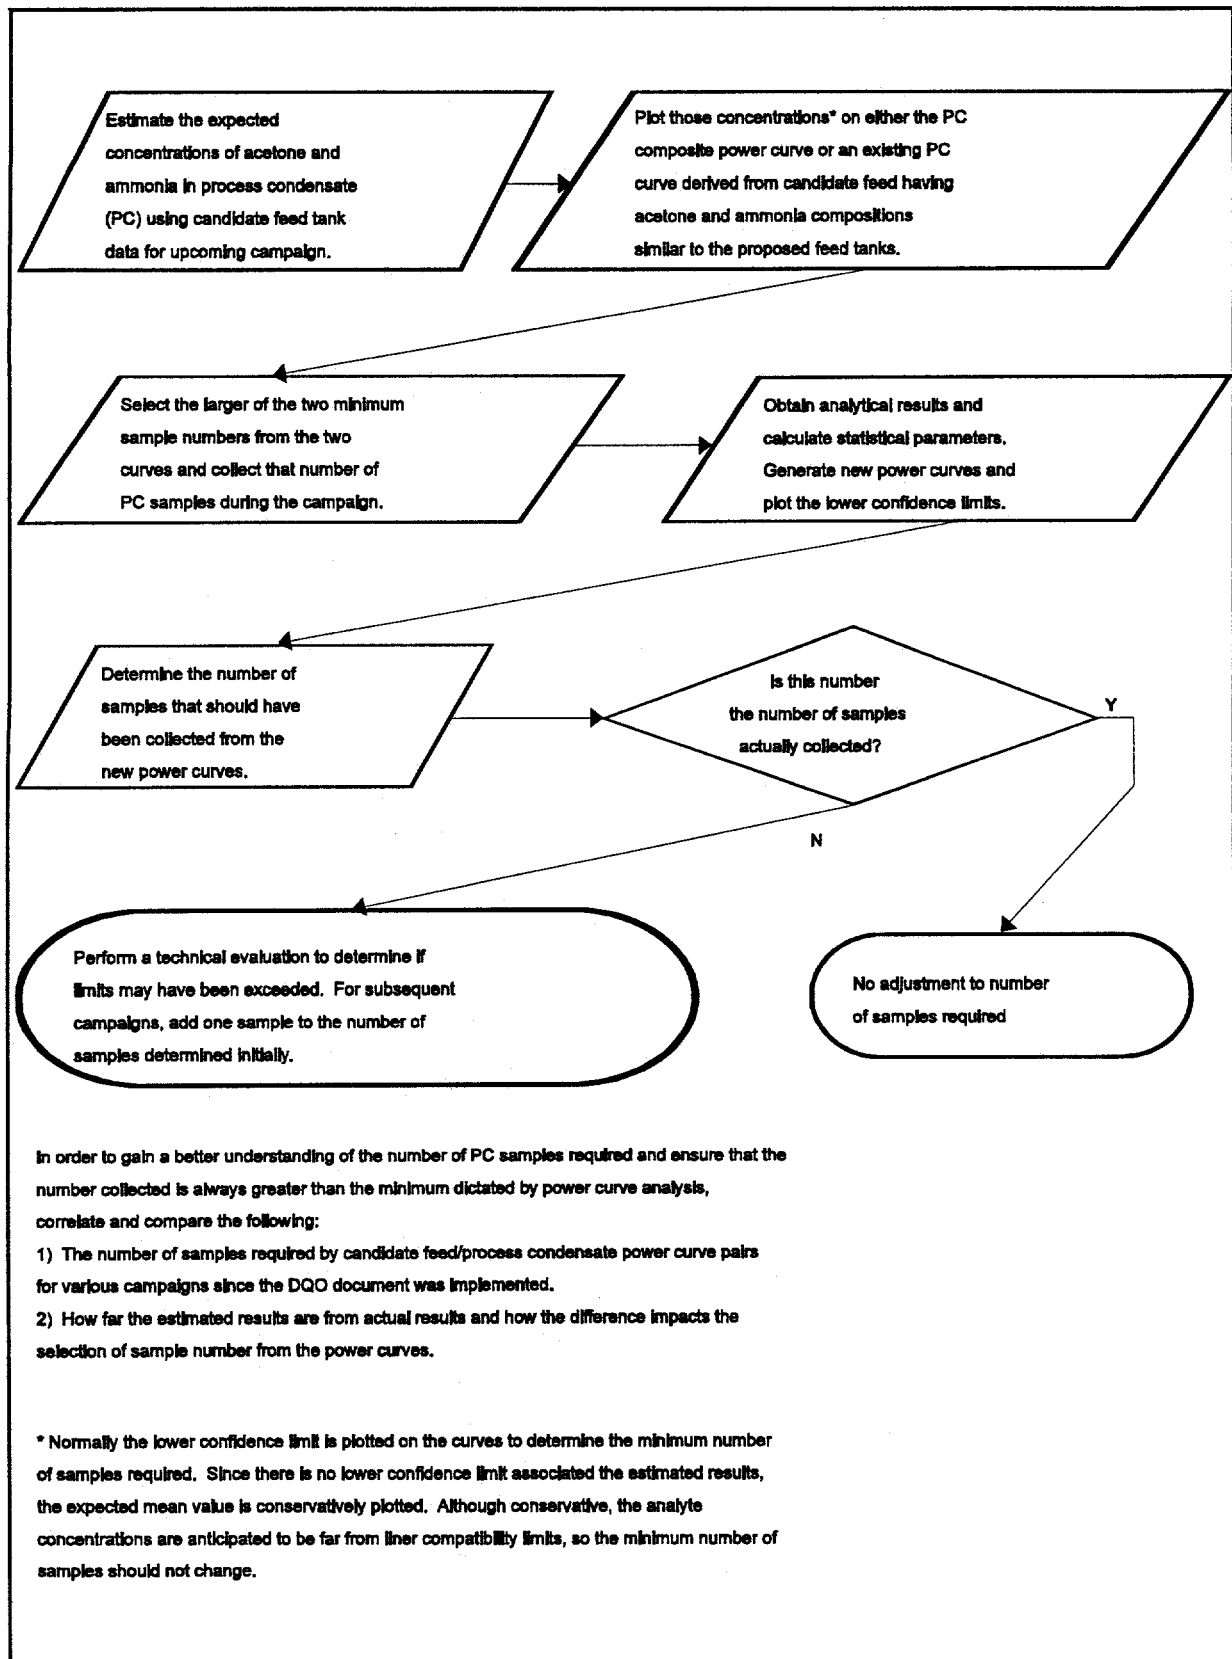 Estimate the expected
concentrations of acetone and
ammonia in process condensate
(PC) using candidate feed tank
data for upcoming campaign.
Plot those concentrations* on either the PC
composite power curve or an existing PC
curve derived from candidate feed having
acetone and ammonia compositions
similar to the proposed feed tanks.
Select the larger of the two minimum
sample numbers from the two
curves and collect that number of
PC samples during the campaign.
Obtain analytical results and
calculate statistical parameters.
Generate new power curves and
plot the lower confidence limits.
Determine the number of
samples that should have
been collected from the
new power curves.
Is this number
the number of samples
actually collected?
Y
N
Perform a technical evaluation to determine if
limits may have been exceeded. For subsequent
campaigns, add one sample to the number of
samples determined initially.
No adjustment to number
of samples required
In order to gain a better understanding of the number of PC samples required and ensure that the
number collected is always greater than the minimum dictated by power curve analysis,
correlate and compare the following:
1) The number of samples required by candidate feed/process condensate power curve pairs
for various campaigns since the DQO document was implemented.
2) How far the estimated results are from actual results and how the difference impacts the
selection of sample number from the power curves.
* Normally the lower confidence limit is plotted on the curves to determine the minimum number
of samples required. Since there is no lower confidence limit associated the estimated results,
the expected mean value is conservatively plotted. Although conservative, the analyte
concentrations are anticipated to be far from liner compatibility limits, so the minimum number of
samples should not change.